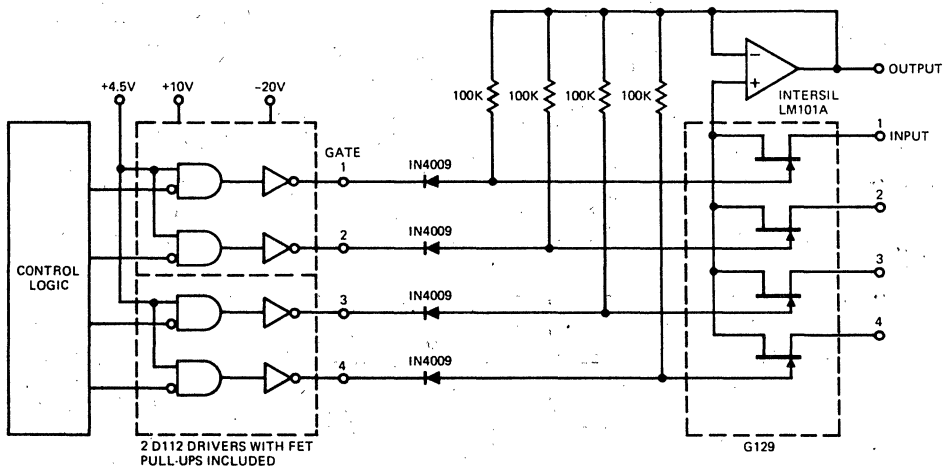 +4.5V
+10V
-20V
100K
100K
100K
100K
-
+
OUTPUT
INTERSIL
LM101A
1
INPUT
GATE
1
IN4009
2
IN4009
2
3
IN4009
3
4
IN4009
4
CONTROL
LOGIC
2 D112 DRIVERS WITH FET
PULL-UPS INCLUDED
G129